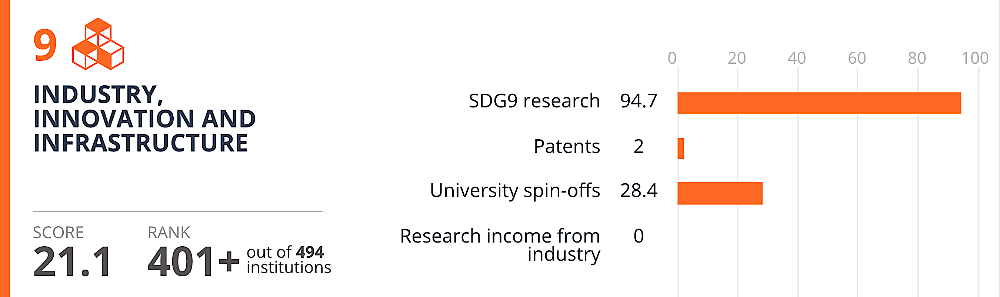 9
INDUSTRY,
INNOVATION AND
INFRASTRUCTURE
SCORE
21.1
RANK
401+ out of 494
institutions
0 20 40 60 80 100
SDG9 research 94.7
Patents 2
University spin-offs 28.4
Research income from 0
industry